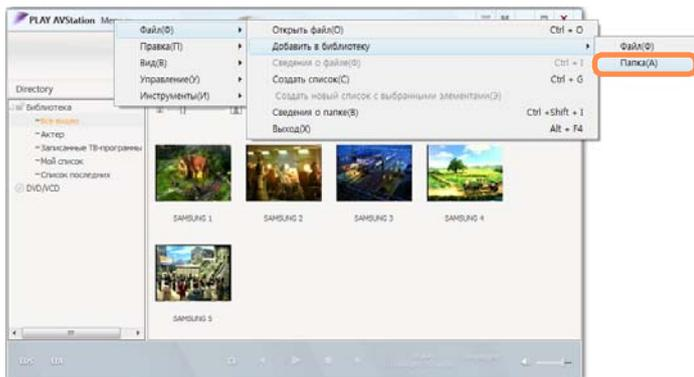 PLAY AVStation Menu
Файл(Ф)
Правка(П)
Вид(В)
Управление(У)
Инструменты(И)
Открыть файл(О) Ctrl + O
Добавить в библиотеку
Сведения о файле(Ф) Ctrl + I
Создать список(С) Ctrl + G
Создать новый список с выбранными элементами(Э)
Сведения о папке(В) Ctrl +Shift + I
Выход(Х) Alt + F4
Файл(Ф)
Папка(А)
Directory
Библиотека
Все видео
Актер
Записанные ТВ-программы
Мой список
Список последних
DVD/VCD
SAMSUNG 1
SAMSUNG 2
SAMSUNG 3
SAMSUNG 4
SAMSUNG 5
EDS